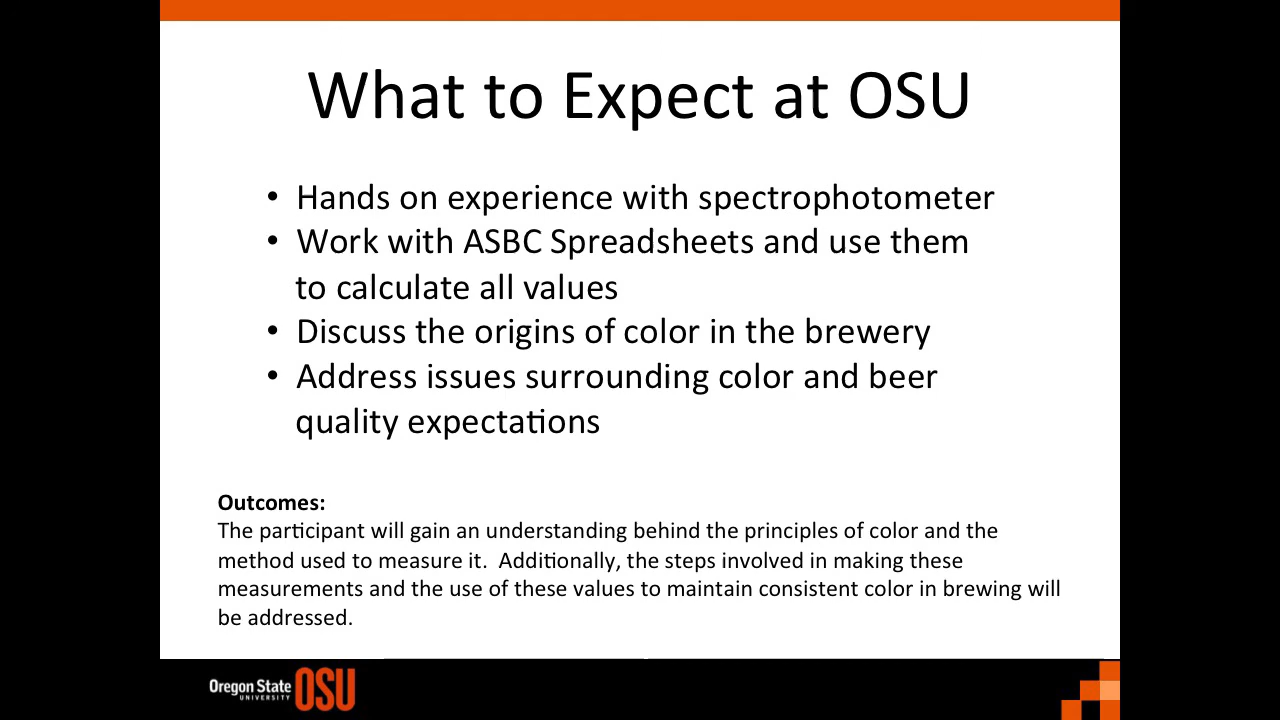 What to Expect at OSU
• Hands on experience with spectrophotometer
• Work with ASBC Spreadsheets and use them
to calculate all values
• Discuss the origins of color in the brewery
• Address issues surrounding color and beer
quality expectations
Outcomes:
The participant will gain an understanding behind the principles of color and the
method used to measure it.  Additionally, the steps involved in making these
measurements and the use of these values to maintain consistent color in brewing will
be addressed.
Oregon State
UNIVERSITY
OSU